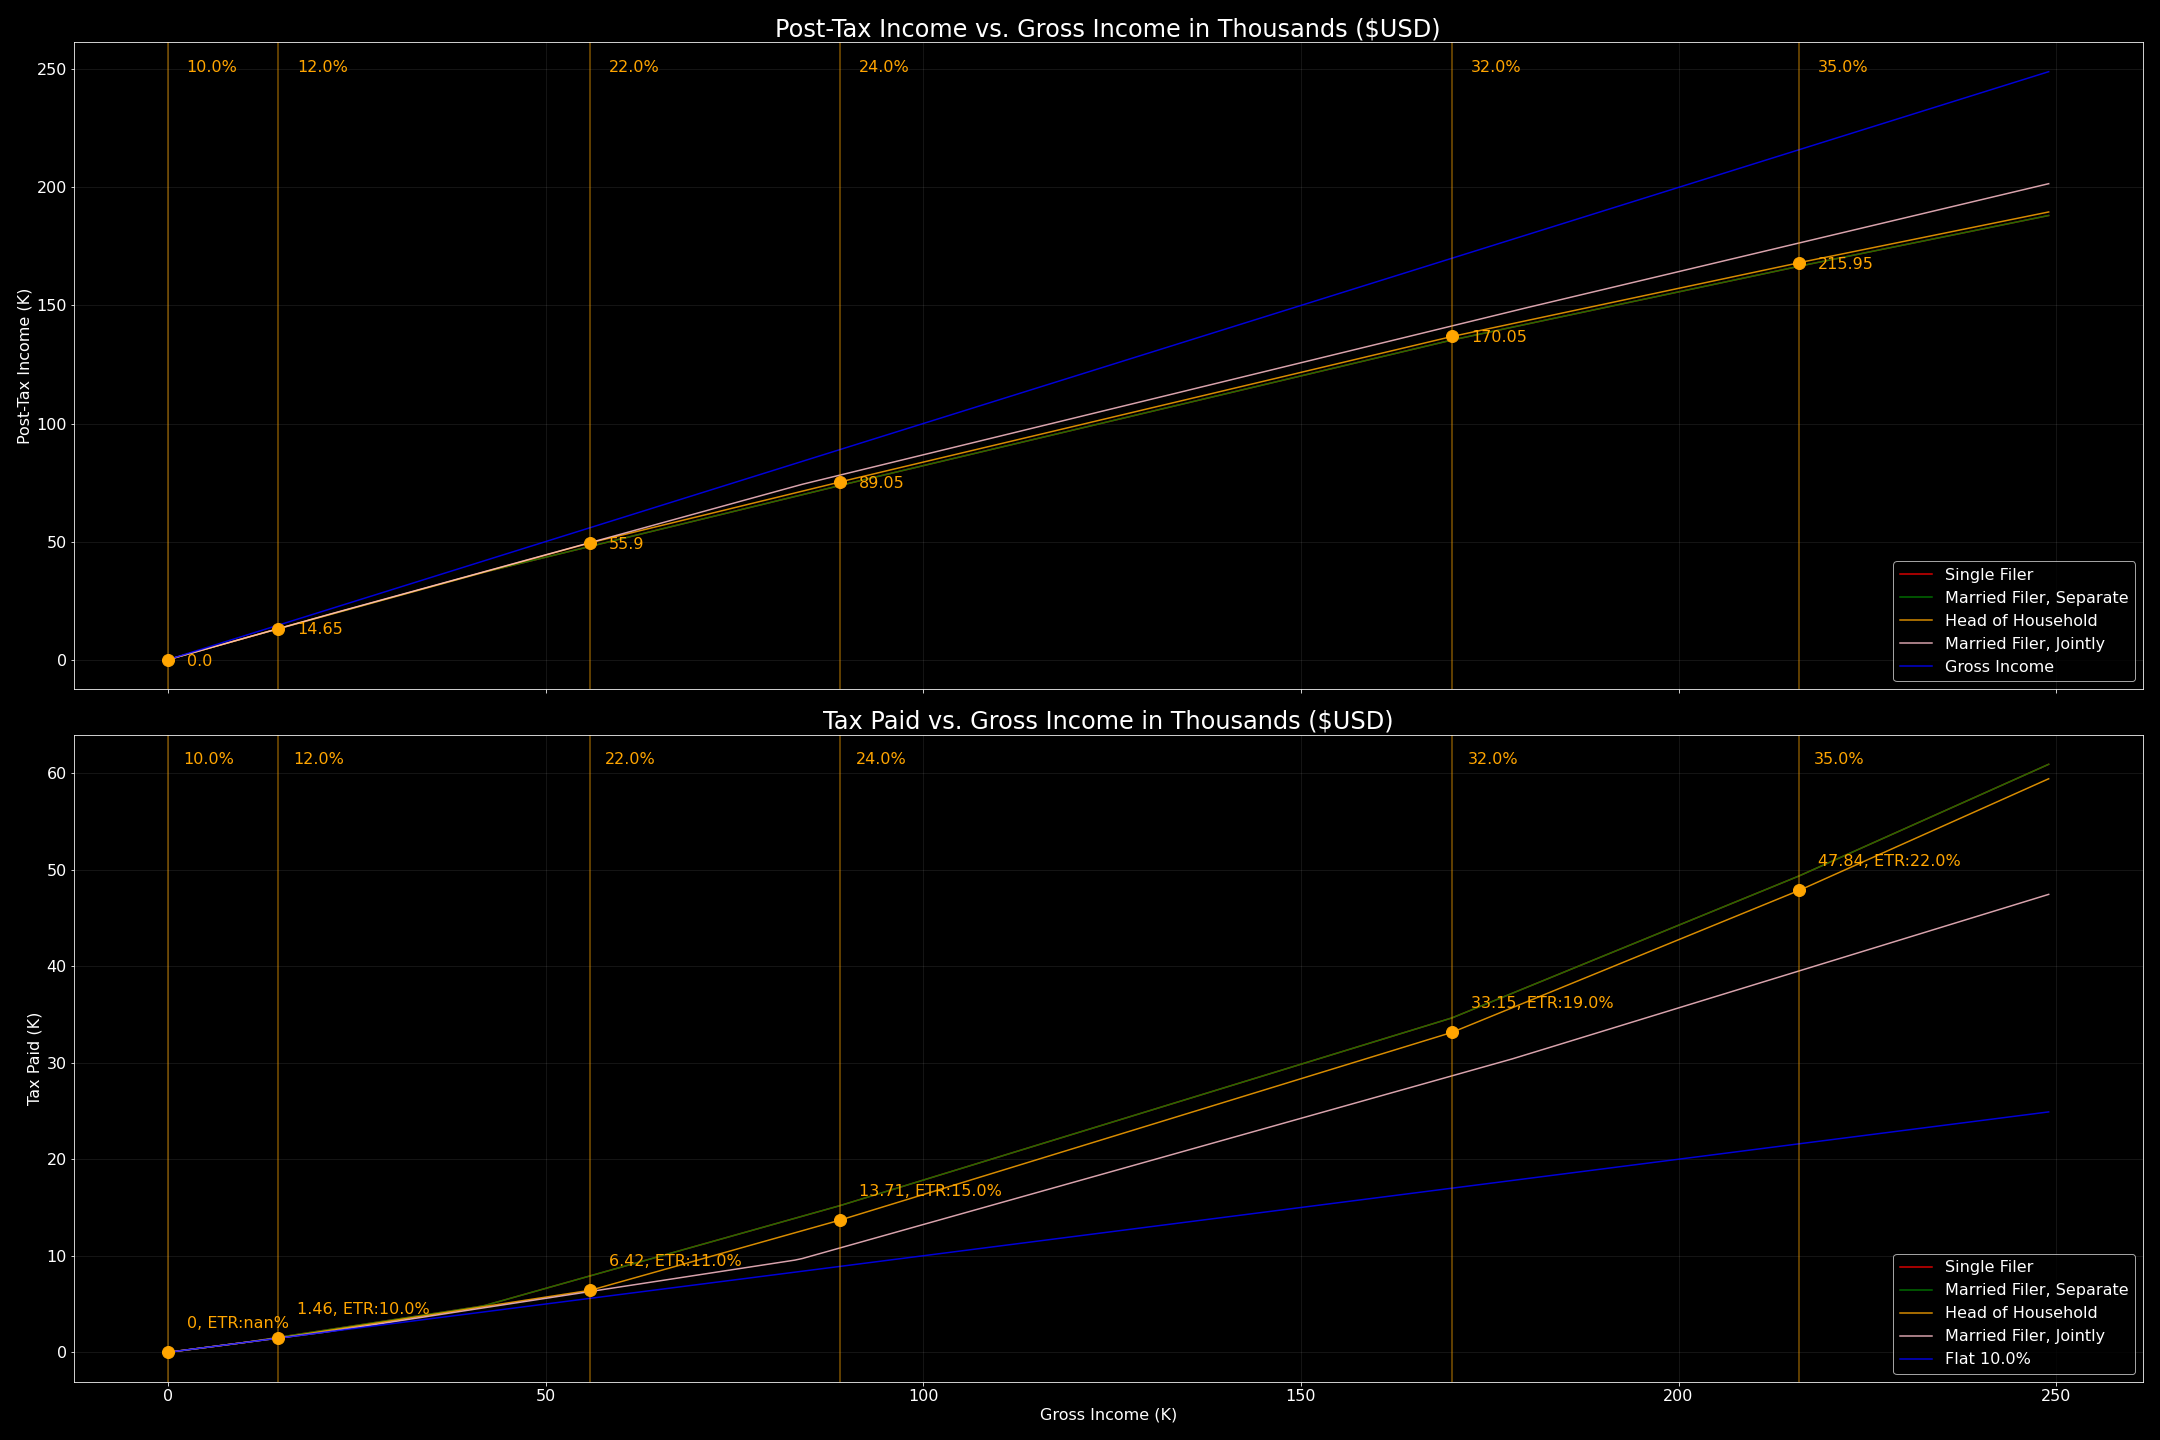 Post-Tax Income vs. Gross Income in Thousands ($USD)
10.0%
12.0%
22.0%
24.0%
32.0%
35.0%
250
200
150
100
50
0
Post-Tax Income (K)
0.0
14.65
55.9
89.05
170.05
215.95
Single Filer
Married Filer, Separate
Head of Household
Married Filer, Jointly
Gross Income
Tax Paid vs. Gross Income in Thousands ($USD)
10.0%
12.0%
22.0%
24.0%
32.0%
35.0%
60
50
40
30
20
10
0
Tax Paid (K)
0, ETR:nan%
1.46, ETR:10.0%
6.42, ETR:11.0%
13.71, ETR:15.0%
33.15, ETR:19.0%
47.84, ETR:22.0%
Single Filer
Married Filer, Separate
Head of Household
Married Filer, Jointly
Flat 10.0%
0
50
100
150
200
250
Gross Income (K)